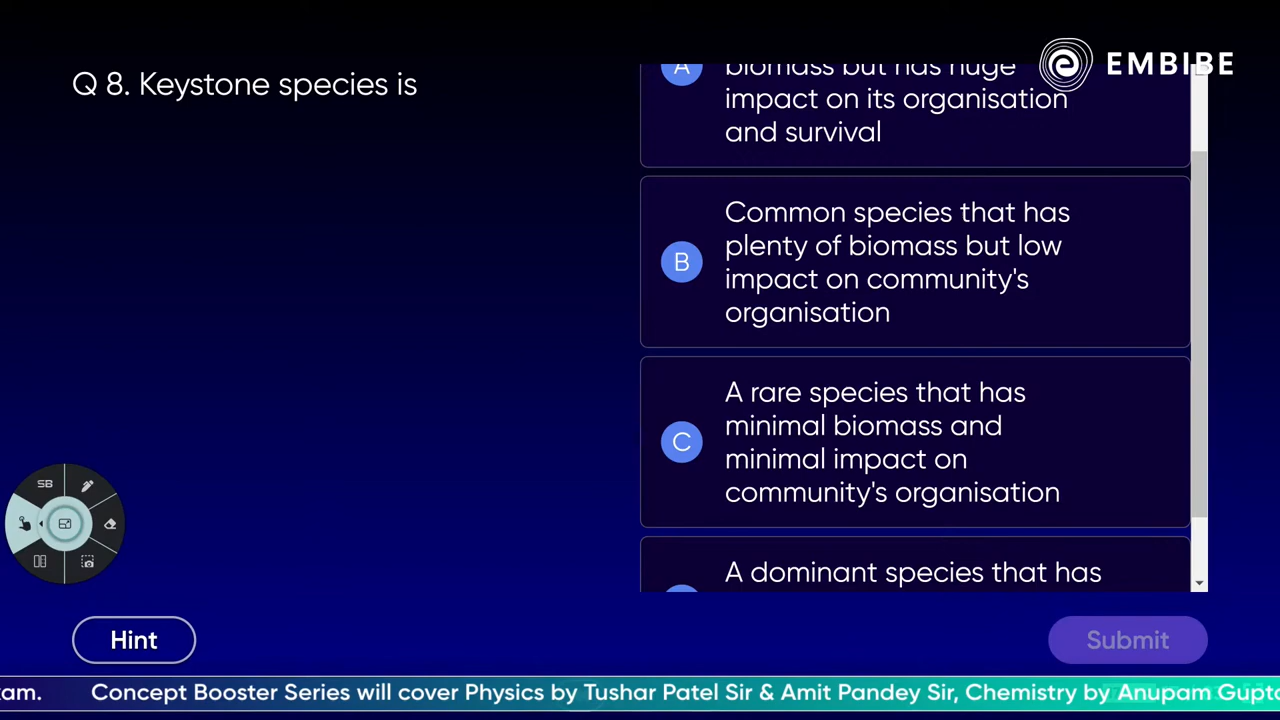 Q 8. Keystone species is
EMBIBE
A
biomass but has huge
impact on its organisation
and survival
B
Common species that has
plenty of biomass but low
impact on community's
organisation
C
A rare species that has
minimal biomass and
minimal impact on
community's organisation
A dominant species that has
SB
Hint
Submit
xam. Concept Booster Series will cover Physics by Tushar Patel Sir & Amit Pandey Sir, Chemistry by Anupam Gupta